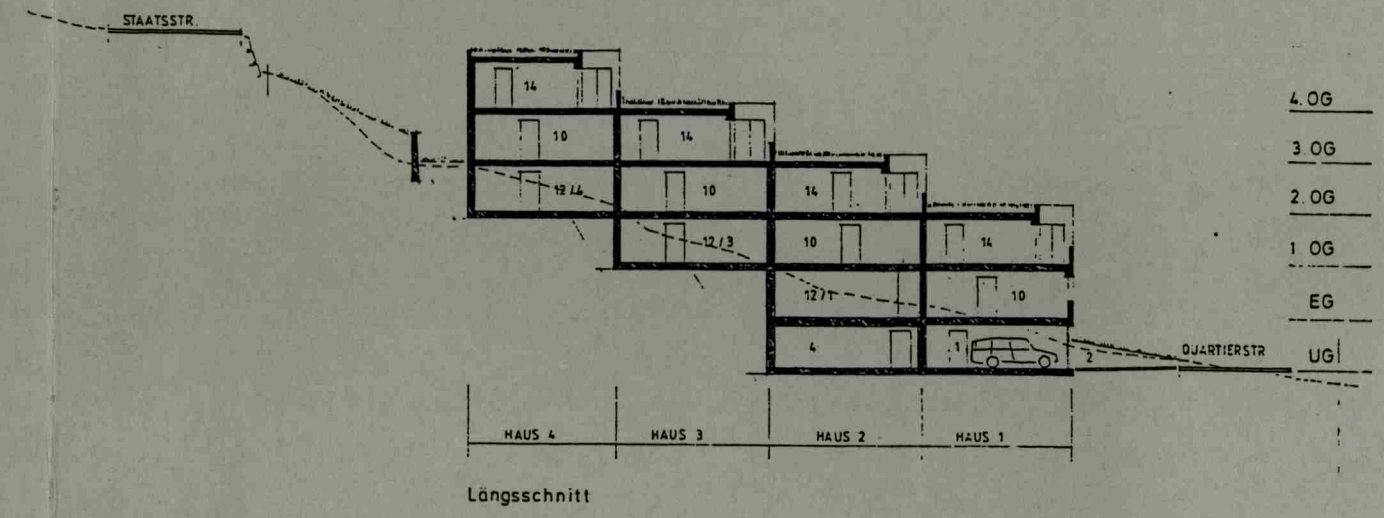 STAATSSTR.
14
4. OG
10 14
3. OG
12/4 10 14
2. OG
12/3 10 14
1 OG
12/1 10
EG
4 1 2 QUARTIERSTR UG
HAUS 4 HAUS 3 HAUS 2 HAUS 1
Längsschnitt